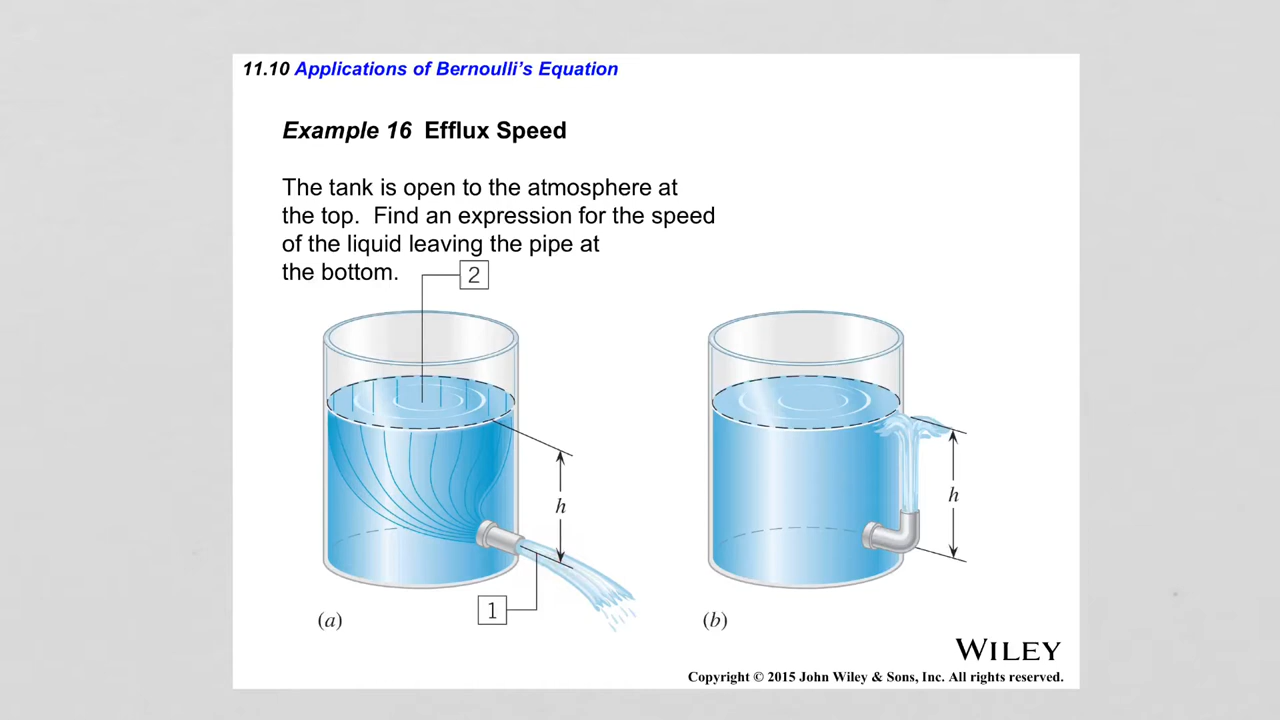 11.10 Applications of Bernoulli's Equation
Example 16 Efflux Speed
The tank is open to the atmosphere at
the top. Find an expression for the speed
of the liquid leaving the pipe at
the bottom.
2
h
h
1
(a)
(b)
WILEY
Copyright © 2015 John Wiley & Sons, Inc. All rights reserved.